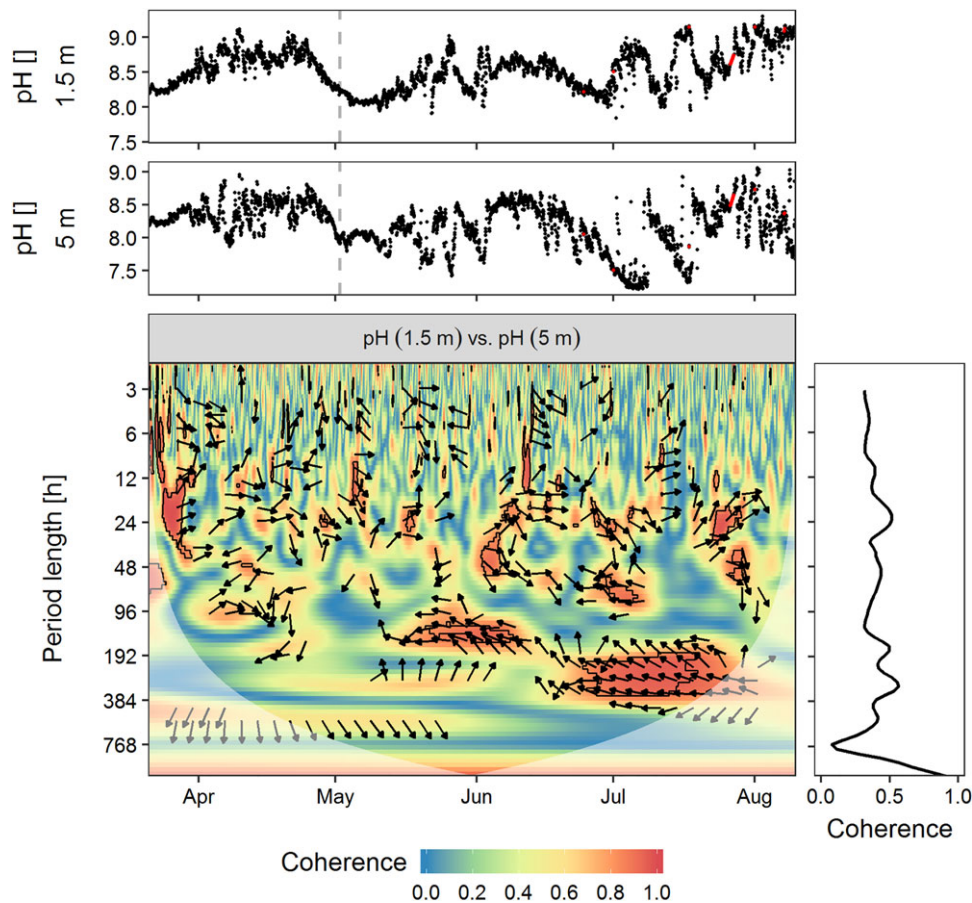 pH []
1.5 m
9.0
8.5
8.0
7.5
pH []
5 m
9.0
8.5
8.0
7.5
pH (1.5 m) vs. pH (5 m)
Period length [h]
3
6
12
24
48
96
192
384
768
Apr
May
Jun
Jul
Aug
0.0
0.5
1.0
Coherence
Coherence
0.0
0.2
0.4
0.6
0.8
1.0